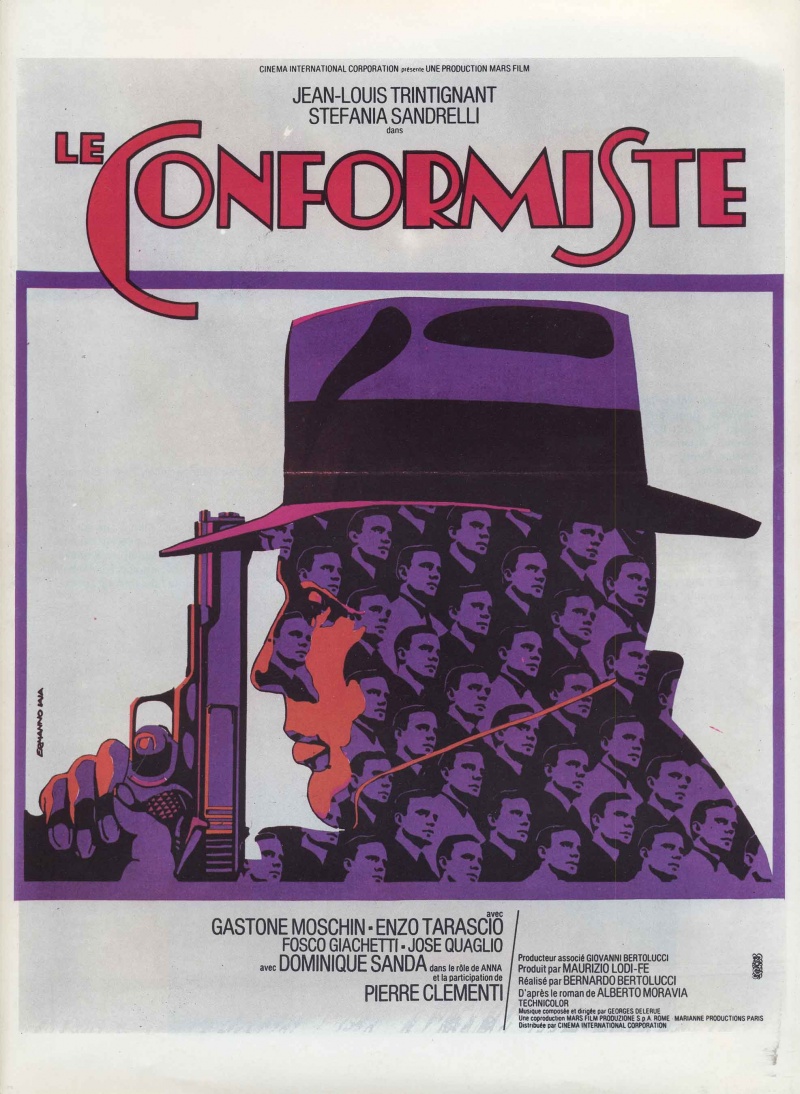 CINEMA INTERNATIONAL CORPORATION présente UNE PRODUCTION MARS FILM
JEAN-LOUIS TRINTIGNANT
STEFANIA SANDRELLI
dans
LE CONFORMISTE
ERMANNO IAIA
avec
GASTONE MOSCHIN · ENZO TARASCIO
FOSCO GIACHETTI · JOSE QUAGLIO
avec DOMINIQUE SANDA dans le rôle de ANNA
et la participation de
PIERRE CLEMENTI
Producteur associé GIOVANNI BERTOLUCCI
Produit par MAURIZIO LODI-FE
Réalisé par BERNARDO BERTOLUCCI
D'après le roman de ALBERTO MORAVIA
TECHNICOLOR
Musique composée et dirigée par GEORGES DELERUE
Une coproduction MARS FILM PRODUZIONE S p A. ROME - MARIANNE PRODUCTIONS PARIS
Distribuée par CINEMA INTERNATIONAL CORPORATION